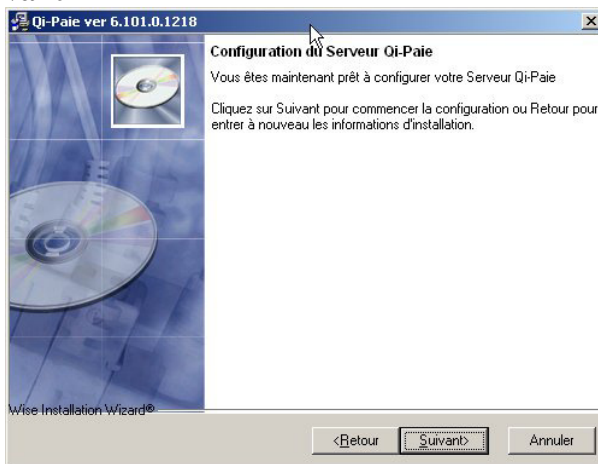 Qi-Paie ver 6.101.0.1218
Configuration du Serveur Qi-Paie
Vous êtes maintenant prêt à configurer votre Serveur Qi-Paie
Cliquez sur Suivant pour commencer la configuration ou Retour pour
entrer à nouveau les informations d'installation.
Wise Installation Wizard®
<Retour
Suivant>
Annuler